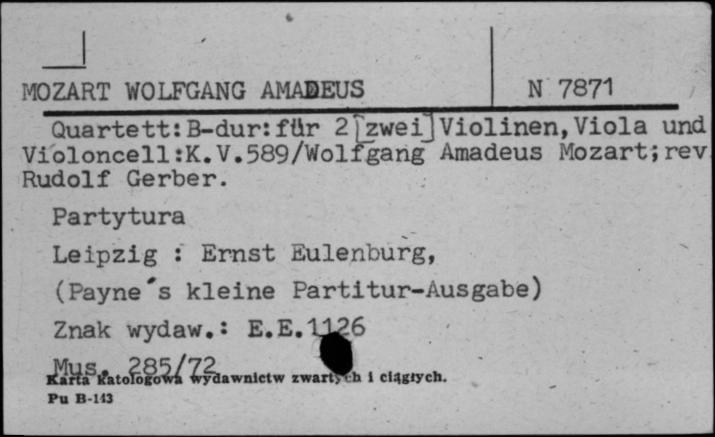 MOZART WOLFGANG AMADEUS N 7871
Quartett:B-dur:für 2[zwei]Violinen,Viola und
Violoncell:K.V.589/Wolfgang Amadeus Mozart;rev
Rudolf Gerber.
Partytura
Leipzig : Ernst Eulenburg,
(Payne´s kleine Partitur-Ausgabe)
Znak wydaw.: E.E.1126
Mus. 285/72
Karta katologowa wydawnictw zwartych i ciągłych.
Pu B-143